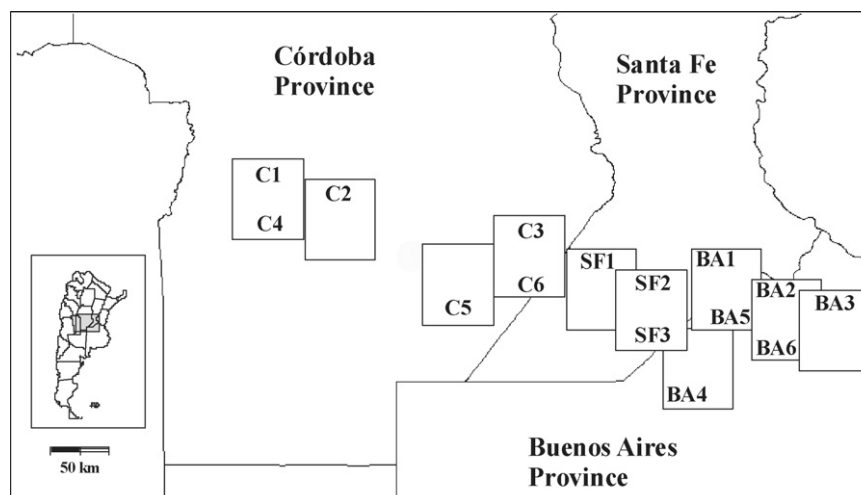 Córdoba
Province
Santa Fe
Province
C1
C2
C4
C3
C5
C6
SF1
SF2
SF3
BA1
BA2
BA3
BA5
BA6
BA4
50 km
Buenos Aires
Province